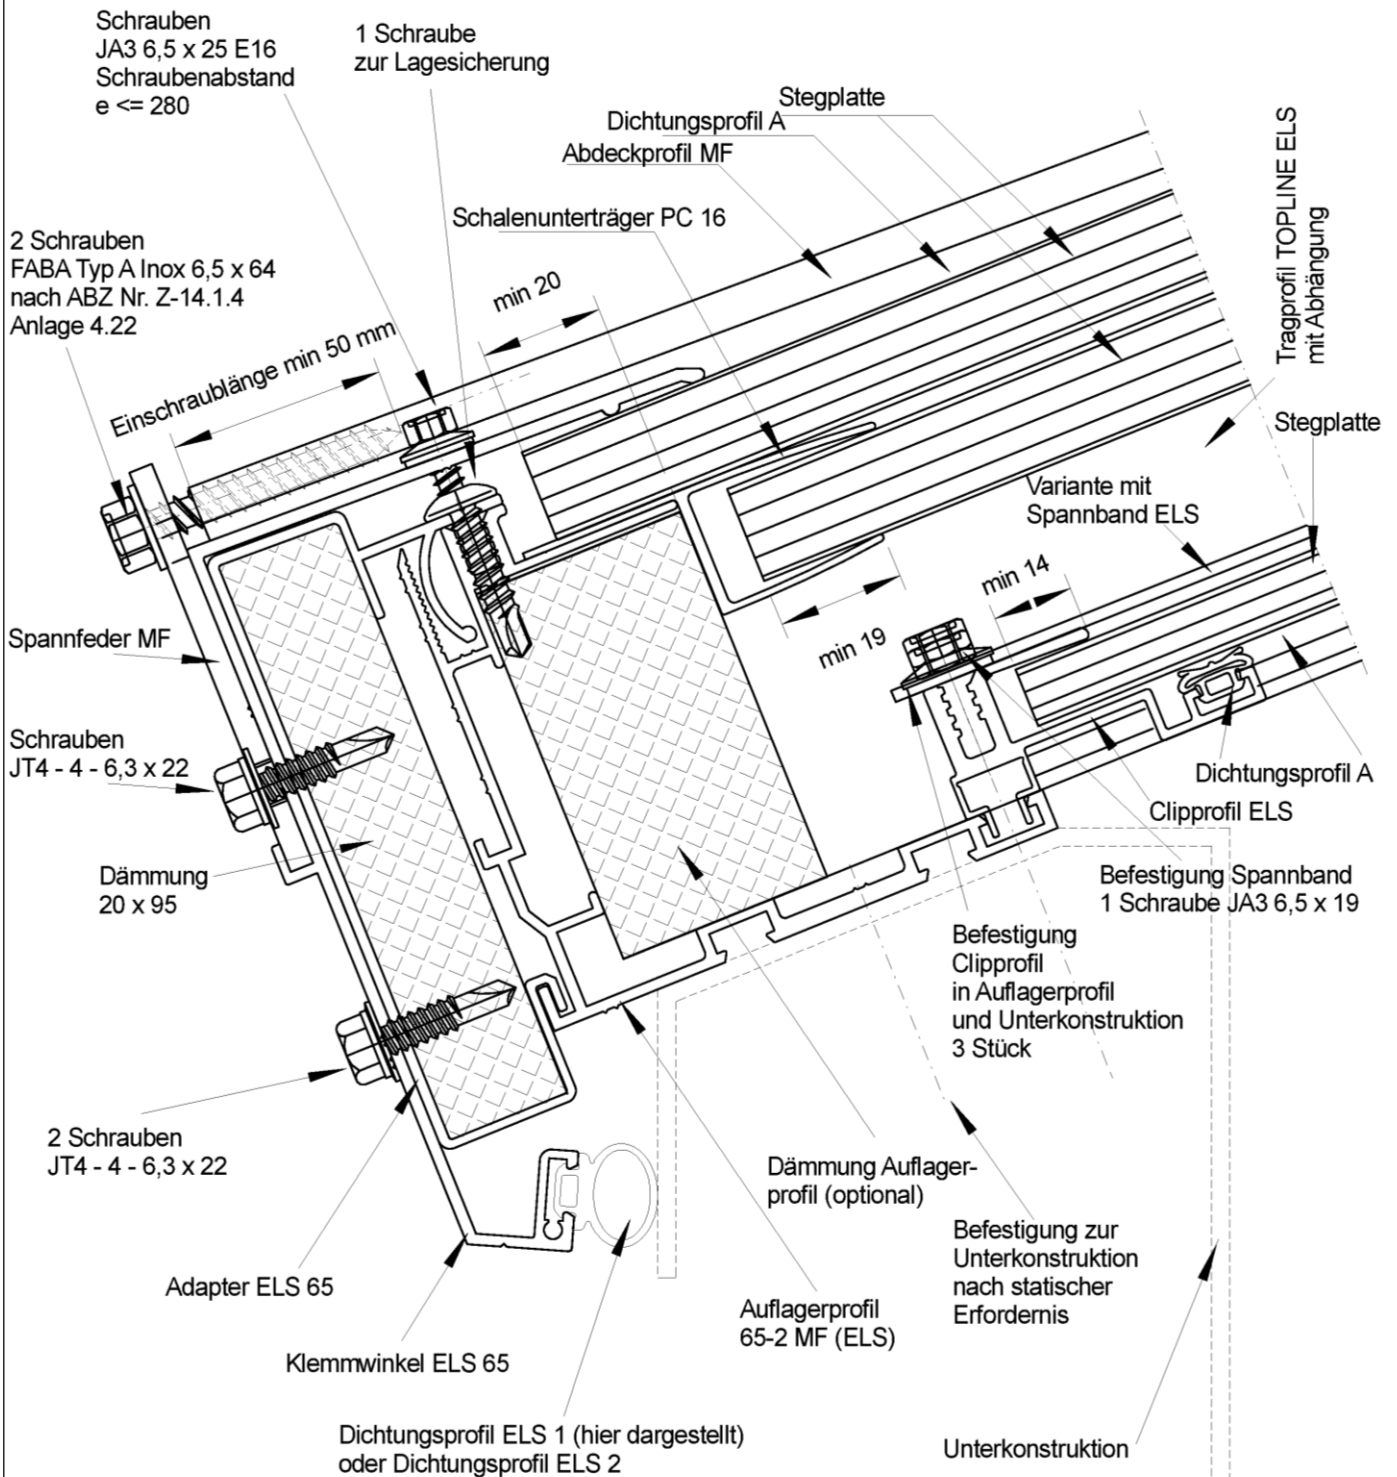 Schrauben
JA3 6,5 x 25 E16
Schraubenabstand
e <= 280
1 Schraube
zur Lagesicherung
Stegplatte
Dichtungsprofil A
Abdeckprofil MF
Schalenunterträger PC 16
Tragprofil TOPLINE ELS
mit Abhängung
2 Schrauben
FABA Typ A Inox 6,5 x 64
nach ABZ Nr. Z-14.1.4
Anlage 4.22
min 20
Einschraublänge min 50 mm
Stegplatte
Variante mit
Spannband ELS
min 14
min 19
Spannfeder MF
Schrauben
JT4 - 4 - 6,3 x 22
Dichtungsprofil A
Clipprofil ELS
Dämmung
20 x 95
Befestigung Spannband
1 Schraube JA3 6,5 x 19
Befestigung
Clipprofil
in Auflagerprofil
und Unterkonstruktion
3 Stück
2 Schrauben
JT4 - 4 - 6,3 x 22
Dämmung Auflager-
profil (optional)
Befestigung zur
Unterkonstruktion
nach statischer
Erfordernis
Adapter ELS 65
Auflagerprofil
65-2 MF (ELS)
Klemmwinkel ELS 65
Dichtungsprofil ELS 1 (hier dargestellt)
oder Dichtungsprofil ELS 2
Unterkonstruktion